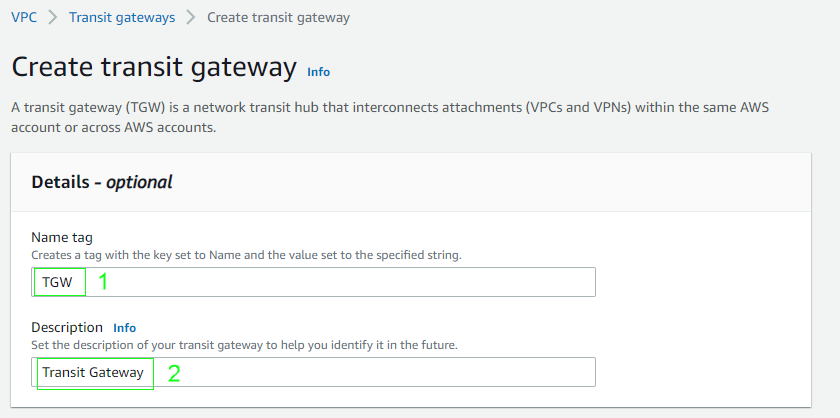 VPC > Transit gateways > Create transit gateway
Create transit gateway Info
A transit gateway (TGW) is a network transit hub that interconnects attachments (VPCs and VPNs) within the same AWS
account or across AWS accounts.
Details - optional
Name tag
Creates a tag with the key set to Name and the value set to the specified string.
TGW 1
Description Info
Set the description of your transit gateway to help you identify it in the future.
Transit Gateway 2